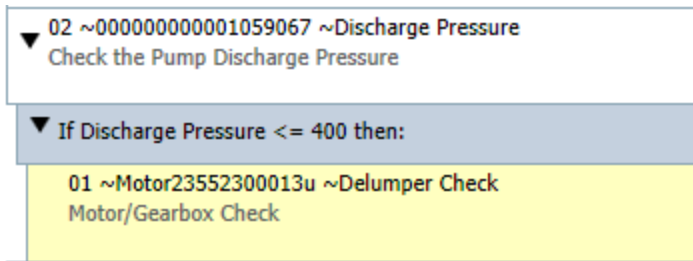 02 ~000000000001059067 ~Discharge Pressure
Check the Pump Discharge Pressure
If Discharge Pressure <= 400 then:
01 ~Motor23552300013u ~Delumper Check
Motor/Gearbox Check